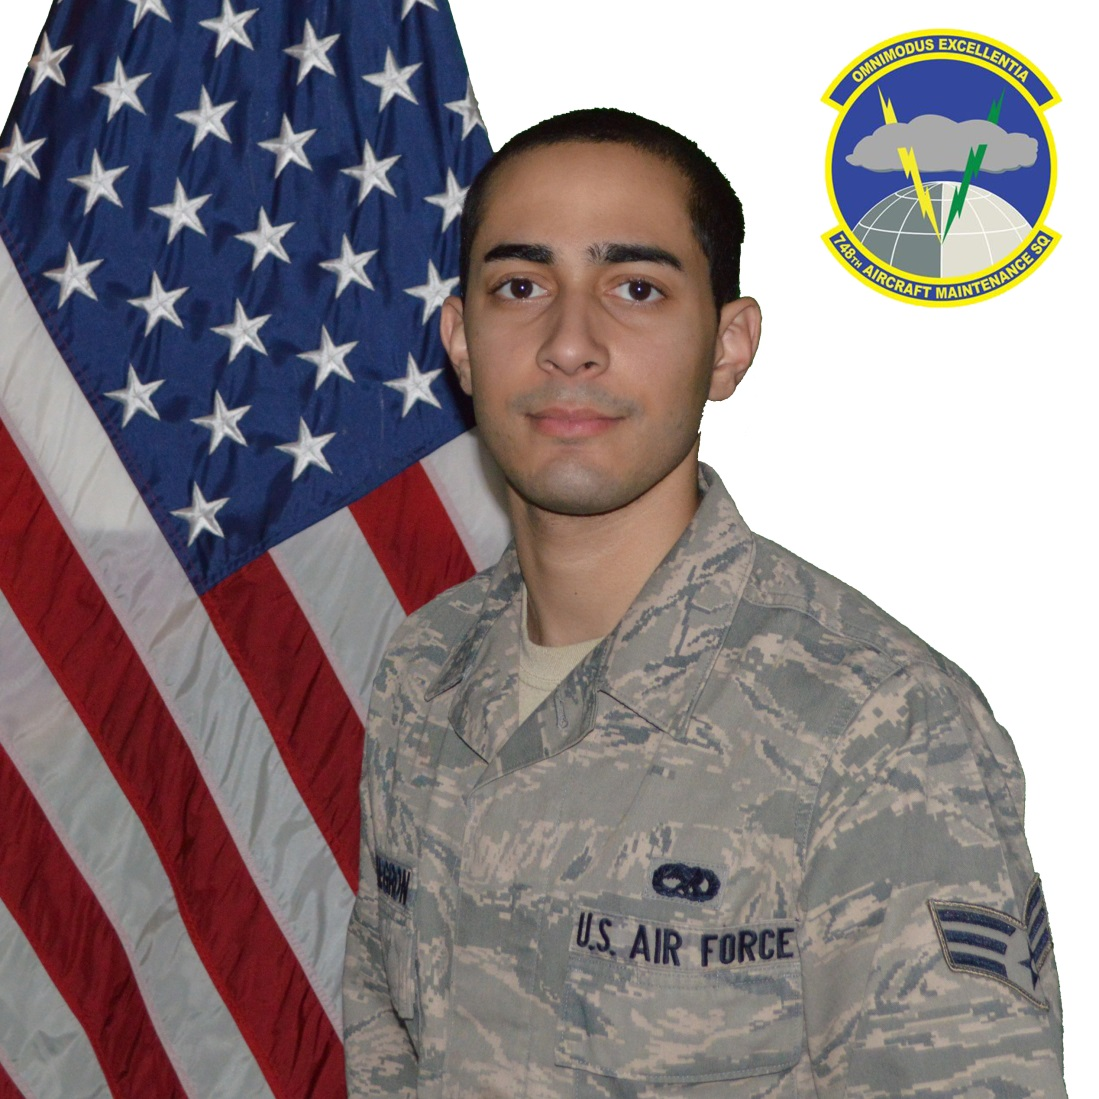 OMNIMODUS EXCELLENTIA
748TH AIRCRAFT MAINTENANCE SQ
U.S. AIR FORCE